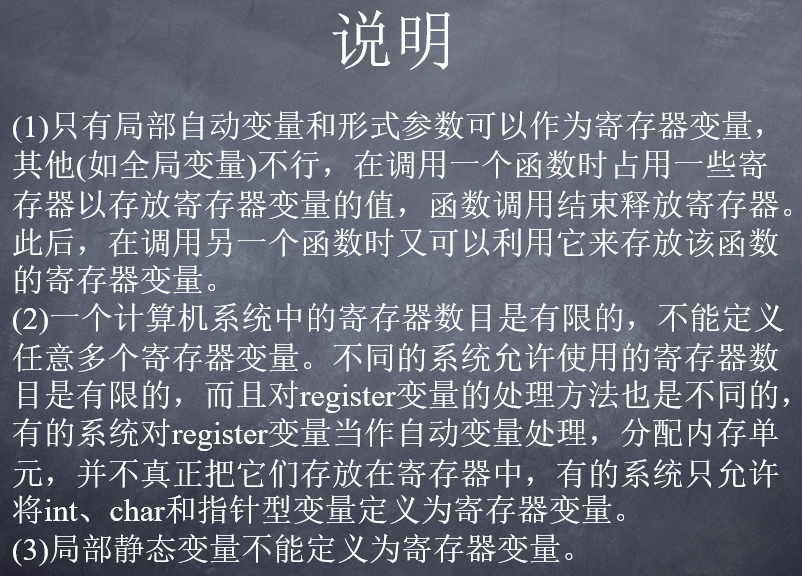 说明
(1)只有局部自动变量和形式参数可以作为寄存器变量，
其他(如全局变量)不行，在调用一个函数时占用一些寄
存器以存放寄存器变量的值，函数调用结束释放寄存器。
此后，在调用另一个函数时又可以利用它来存放该函数
的寄存器变量。
(2)一个计算机系统中的寄存器数目是有限的，不能定义
任意多个寄存器变量。不同的系统允许使用的寄存器数
目是有限的，而且对register变量的处理方法也是不同的，
有的系统对register变量当作自动变量处理，分配内存单
元，并不真正把它们存放在寄存器中，有的系统只允许
将int、char和指针型变量定义为寄存器变量。
(3)局部静态变量不能定义为寄存器变量。